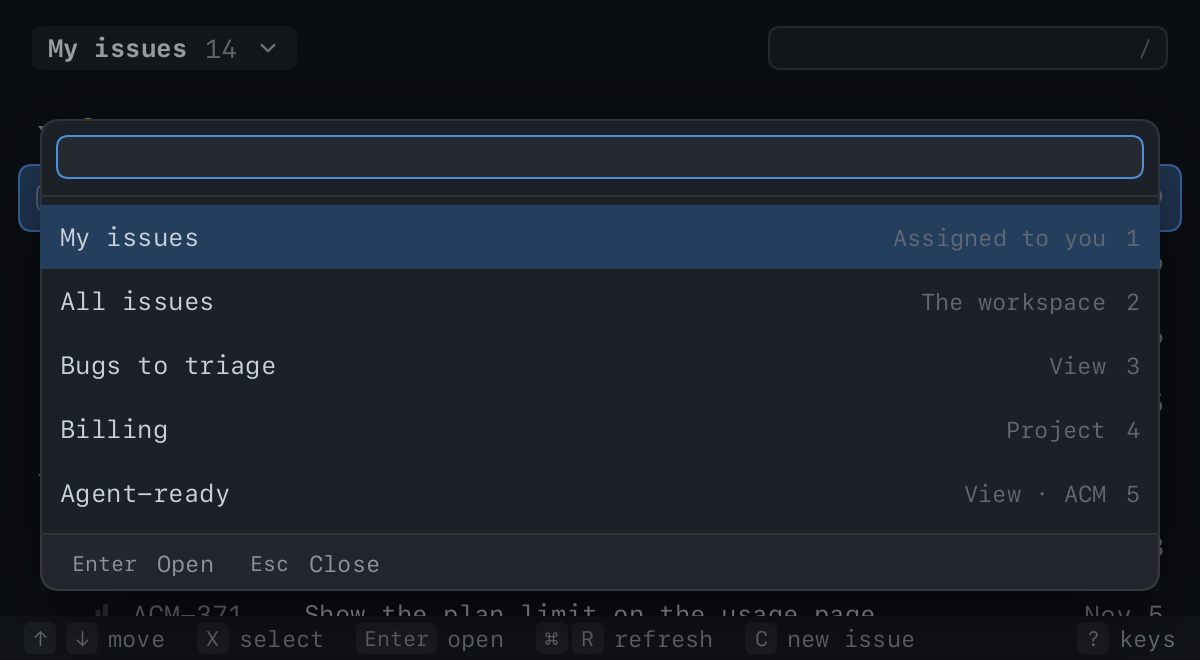 My issues 14
/
My issues Assigned to you 1
All issues The workspace 2
Bugs to triage View 3
Billing Project 4
Agent-ready View · ACM 5
Enter Open Esc Close
ACM-371 Show the plan limit on the usage page Nov 5
↑ ↓ move X select Enter open ⌘ R refresh C new issue ? keys